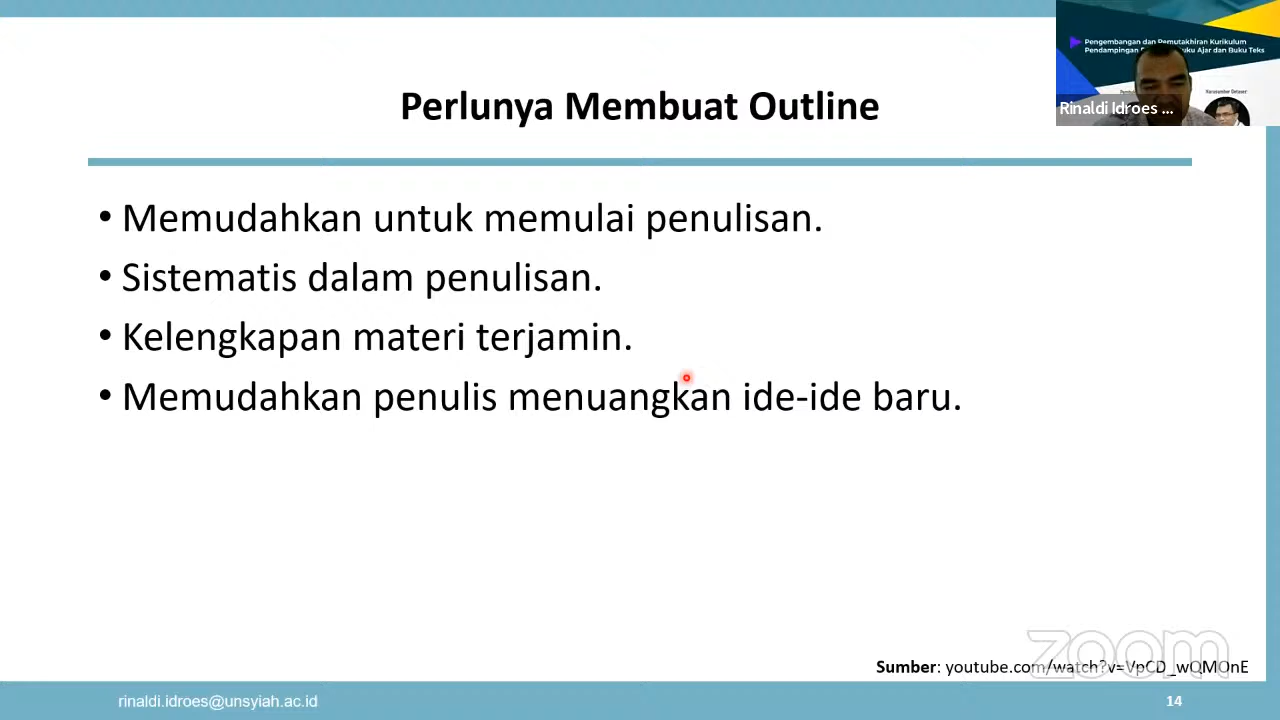 Pengembangan dan Pemutakhiran Kurikulum
Pendampingan
Buku Ajar dan Buku Teks
Narasumber
Rinaldi Idroes ...
Perlunya Membuat Outline
• Memudahkan untuk memulai penulisan.
• Sistematis dalam penulisan.
• Kelengkapan materi terjamin.
• Memudahkan penulis menuangkan ide-ide baru.
zoom
Sumber: youtube.com/watch?v=VpCD_wQMOnE
rinaldi.idroes@unsyiah.ac.id
14